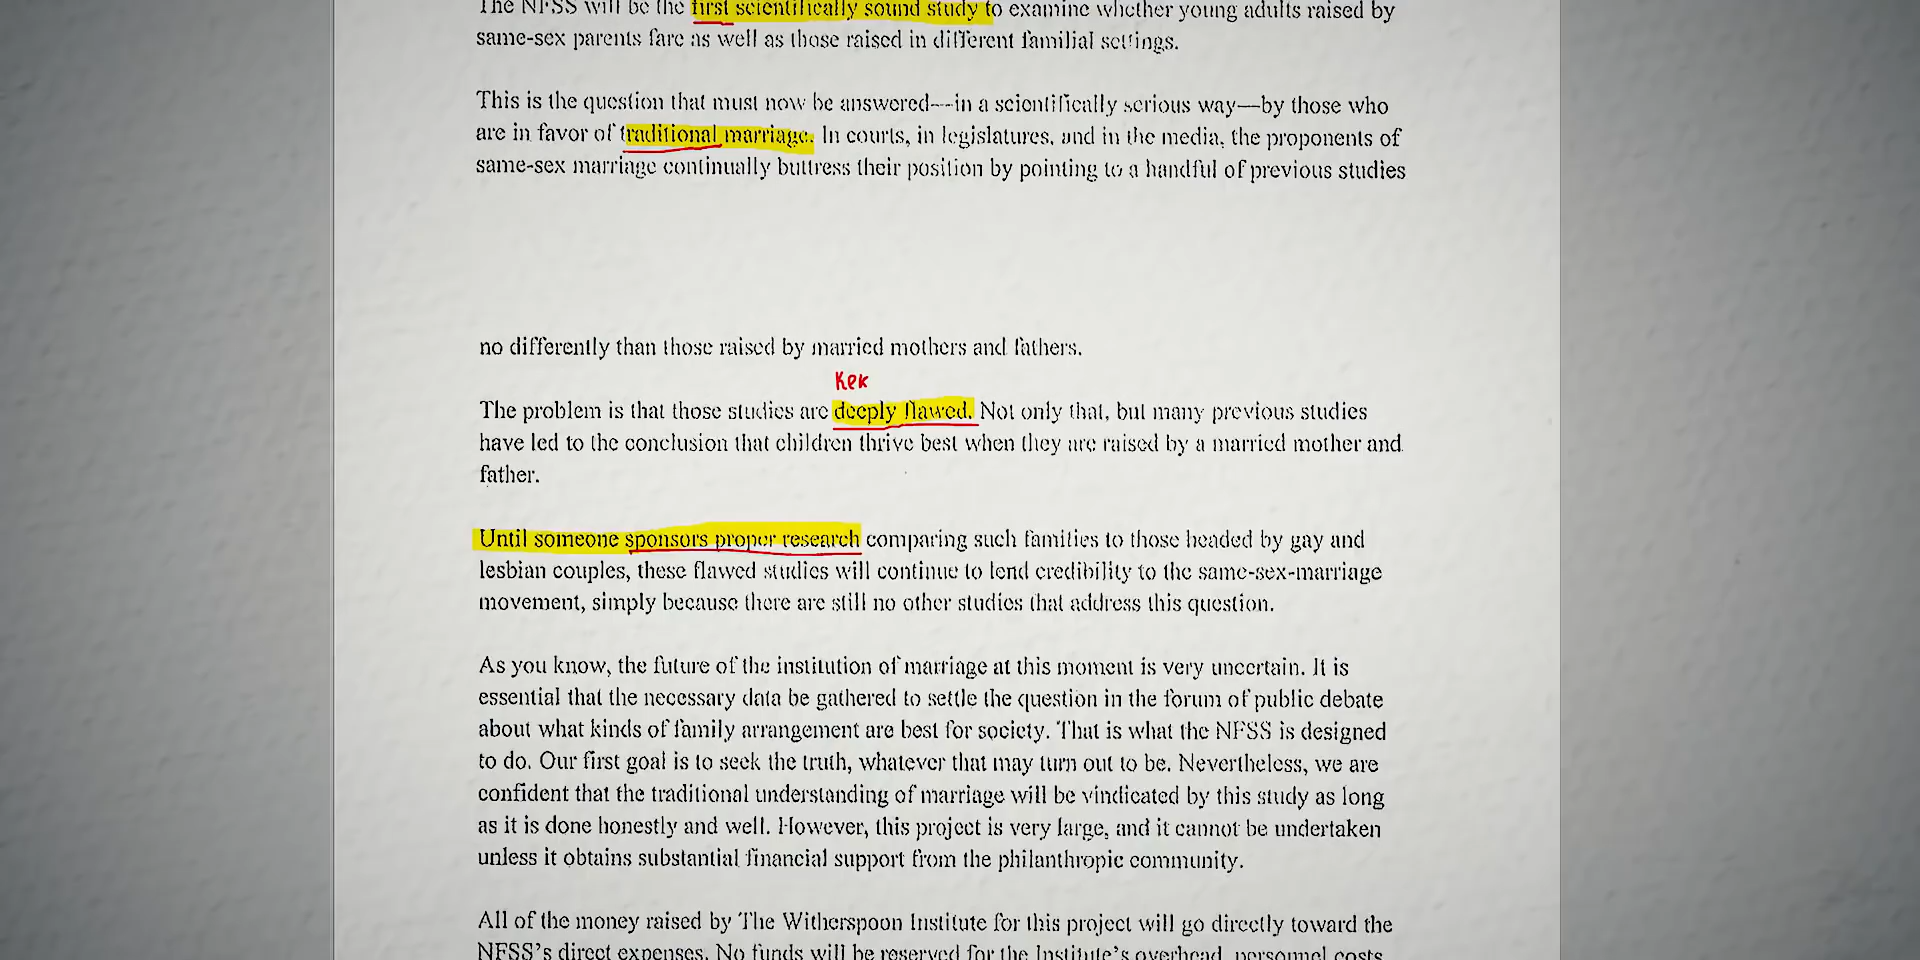 The NFSS will be the first scientifically sound study to examine whether young adults raised by
same-sex parents fare as well as those raised in different familial settings.
This is the question that must now be answered—in a scientifically serious way—by those who
are in favor of traditional marriage. In courts, in legislatures, and in the media, the proponents of
same-sex marriage continually buttress their position by pointing to a handful of previous studies
no differently than those raised by married mothers and fathers.
Кек
The problem is that those studies are deeply flawed. Not only that, but many previous studies
have led to the conclusion that children thrive best when they are raised by a married mother and
father.
Until someone sponsors proper research comparing such families to those headed by gay and
lesbian couples, these flawed studies will continue to lend credibility to the same-sex-marriage
movement, simply because there are still no other studies that address this question.
As you know, the future of the institution of marriage at this moment is very uncertain. It is
essential that the necessary data be gathered to settle the question in the forum of public debate
about what kinds of family arrangement are best for society. That is what the NFSS is designed
to do. Our first goal is to seek the truth, whatever that may turn out to be. Nevertheless, we are
confident that the traditional understanding of marriage will be vindicated by this study as long
as it is done honestly and well. However, this project is very large, and it cannot be undertaken
unless it obtains substantial financial support from the philanthropic community.
All of the money raised by The Witherspoon Institute for this project will go directly toward the
NFSS's direct expenses. No funds will be reserved for the Institute's overhead, personnel costs